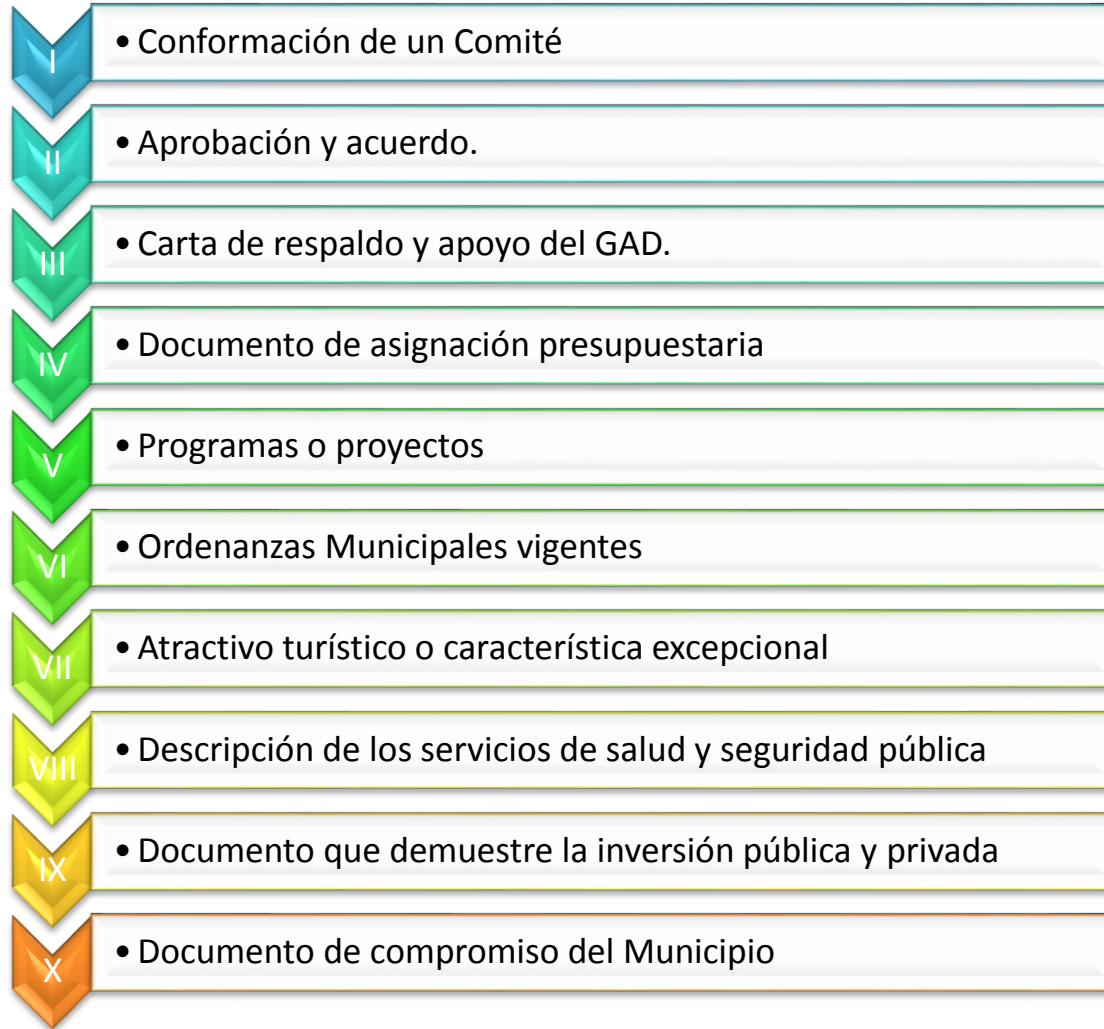 I
• Conformación de un Comité
II
• Aprobación y acuerdo.
III
• Carta de respaldo y apoyo del GAD.
IV
• Documento de asignación presupuestaria
V
• Programas o proyectos
VI
• Ordenanzas Municipales vigentes
VII
• Atractivo turístico o característica excepcional
VIII
• Descripción de los servicios de salud y seguridad pública
IX
• Documento que demuestre la inversión pública y privada
X
• Documento de compromiso del Municipio